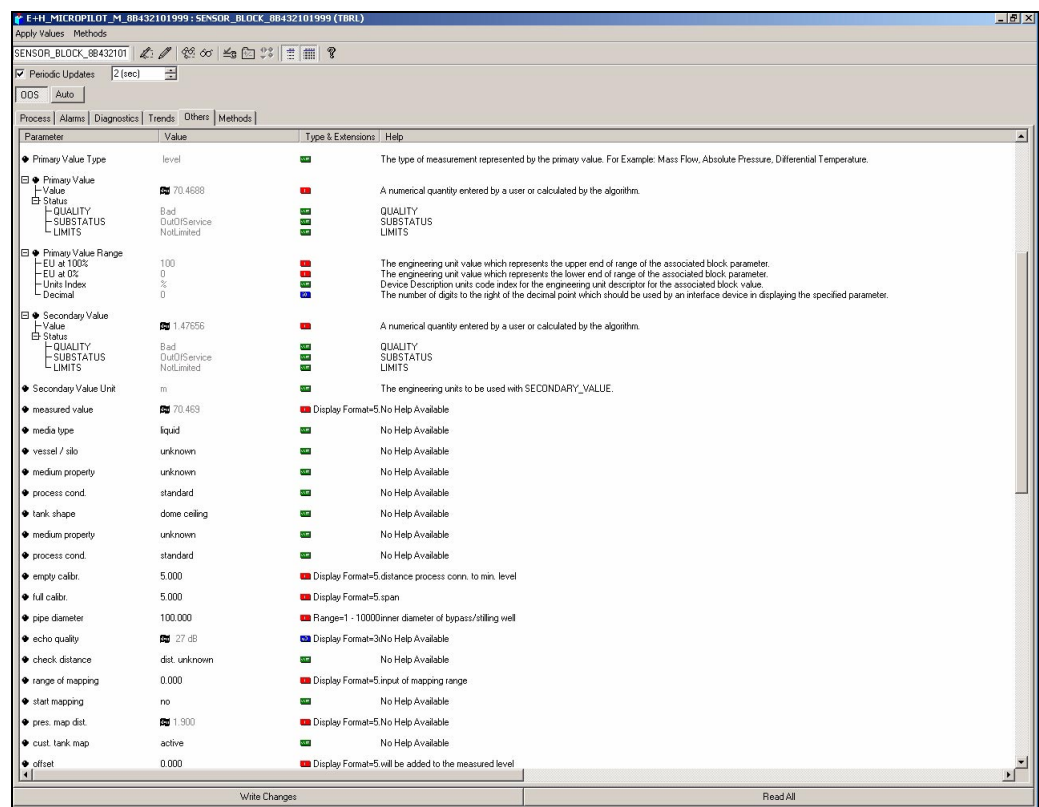 E+H_MICROPILOT_M_8B432101999 : SENSOR_BLOCK_8B432101999 (TBRL)
Apply Values Methods
SENSOR_BLOCK_8B432101
Periodic Updates 2 (sec)
OOS Auto
Process Alarms Diagnostics Trends Others Methods
Parameter Value Type & Extensions Help
Primary Value Type level The type of measurement represented by the primary value. For Example: Mass Flow, Absolute Pressure, Differential Temperature.
Primary Value
Value 70.4688 A numerical quantity entered by a user or calculated by the algorithm.
Status
QUALITY Bad QUALITY
SUBSTATUS OutOfService SUBSTATUS
LIMITS NotLimited LIMITS
Primary Value Range
EU at 100% 100 The engineering unit value which represents the upper end of range of the associated block parameter.
EU at 0% 0 The engineering unit value which represents the lower end of range of the associated block parameter.
Units Index % Device Description units code index for the engineering unit descriptor for the associated block value.
Decimal 0 The number of digits to the right of the decimal point which should be used by an interface device in displaying the specified parameter.
Secondary Value
Value 1.47656 A numerical quantity entered by a user or calculated by the algorithm.
Status
QUALITY Bad QUALITY
SUBSTATUS OutOfService SUBSTATUS
LIMITS NotLimited LIMITS
Secondary Value Unit m The engineering units to be used with SECONDARY_VALUE.
measured value 70.469 Display Format=5. No Help Available
media type liquid No Help Available
vessel / silo unknown No Help Available
medium property unknown No Help Available
process cond. standard No Help Available
tank shape dome ceiling No Help Available
medium property unknown No Help Available
process cond. standard No Help Available
empty calibr. 5.000 Display Format=5. distance process conn. to min. level
full calibr. 5.000 Display Format=5. span
pipe diameter 100.000 Range=1 - 10000 inner diameter of bypass/stilling well
echo quality 27 dB Display Format=3 No Help Available
check distance dist. unknown No Help Available
range of mapping 0.000 Display Format=5. input of mapping range
start mapping no No Help Available
pres. map dist. 1.900 Display Format=5. No Help Available
cust. tank map active No Help Available
offset 0.000 Display Format=5. will be added to the measured level
Write Changes Read All